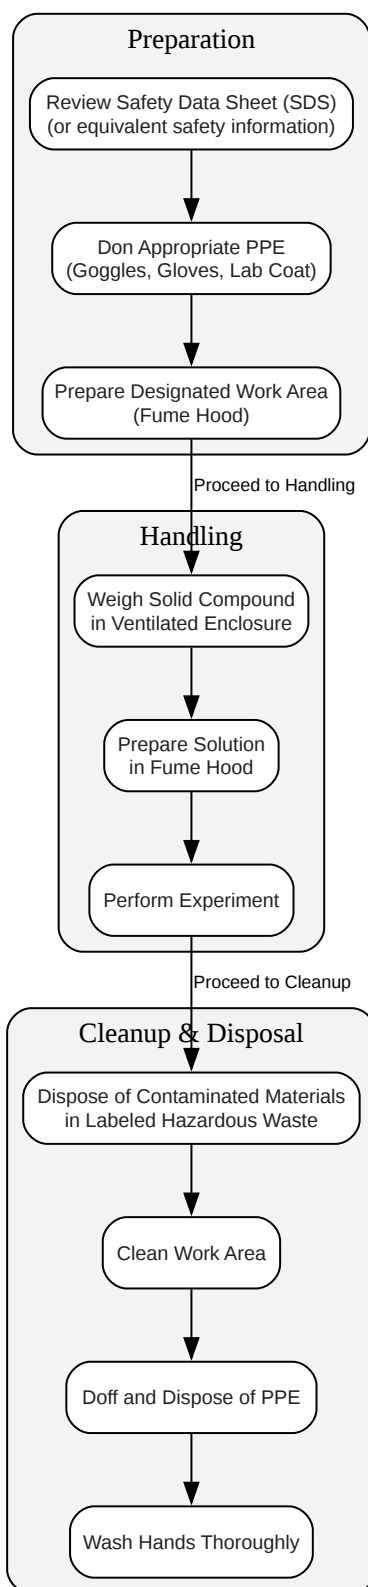 Preparation
Review Safety Data Sheet (SDS)
(or equivalent safety information)
Don Appropriate PPE
(Goggles, Gloves, Lab Coat)
Prepare Designated Work Area
(Fume Hood)
Proceed to Handling
Handling
Weigh Solid Compound
in Ventilated Enclosure
Prepare Solution
in Fume Hood
Perform Experiment
Proceed to Cleanup
Cleanup & Disposal
Dispose of Contaminated Materials
in Labeled Hazardous Waste
Clean Work Area
Doff and Dispose of PPE
Wash Hands Thoroughly